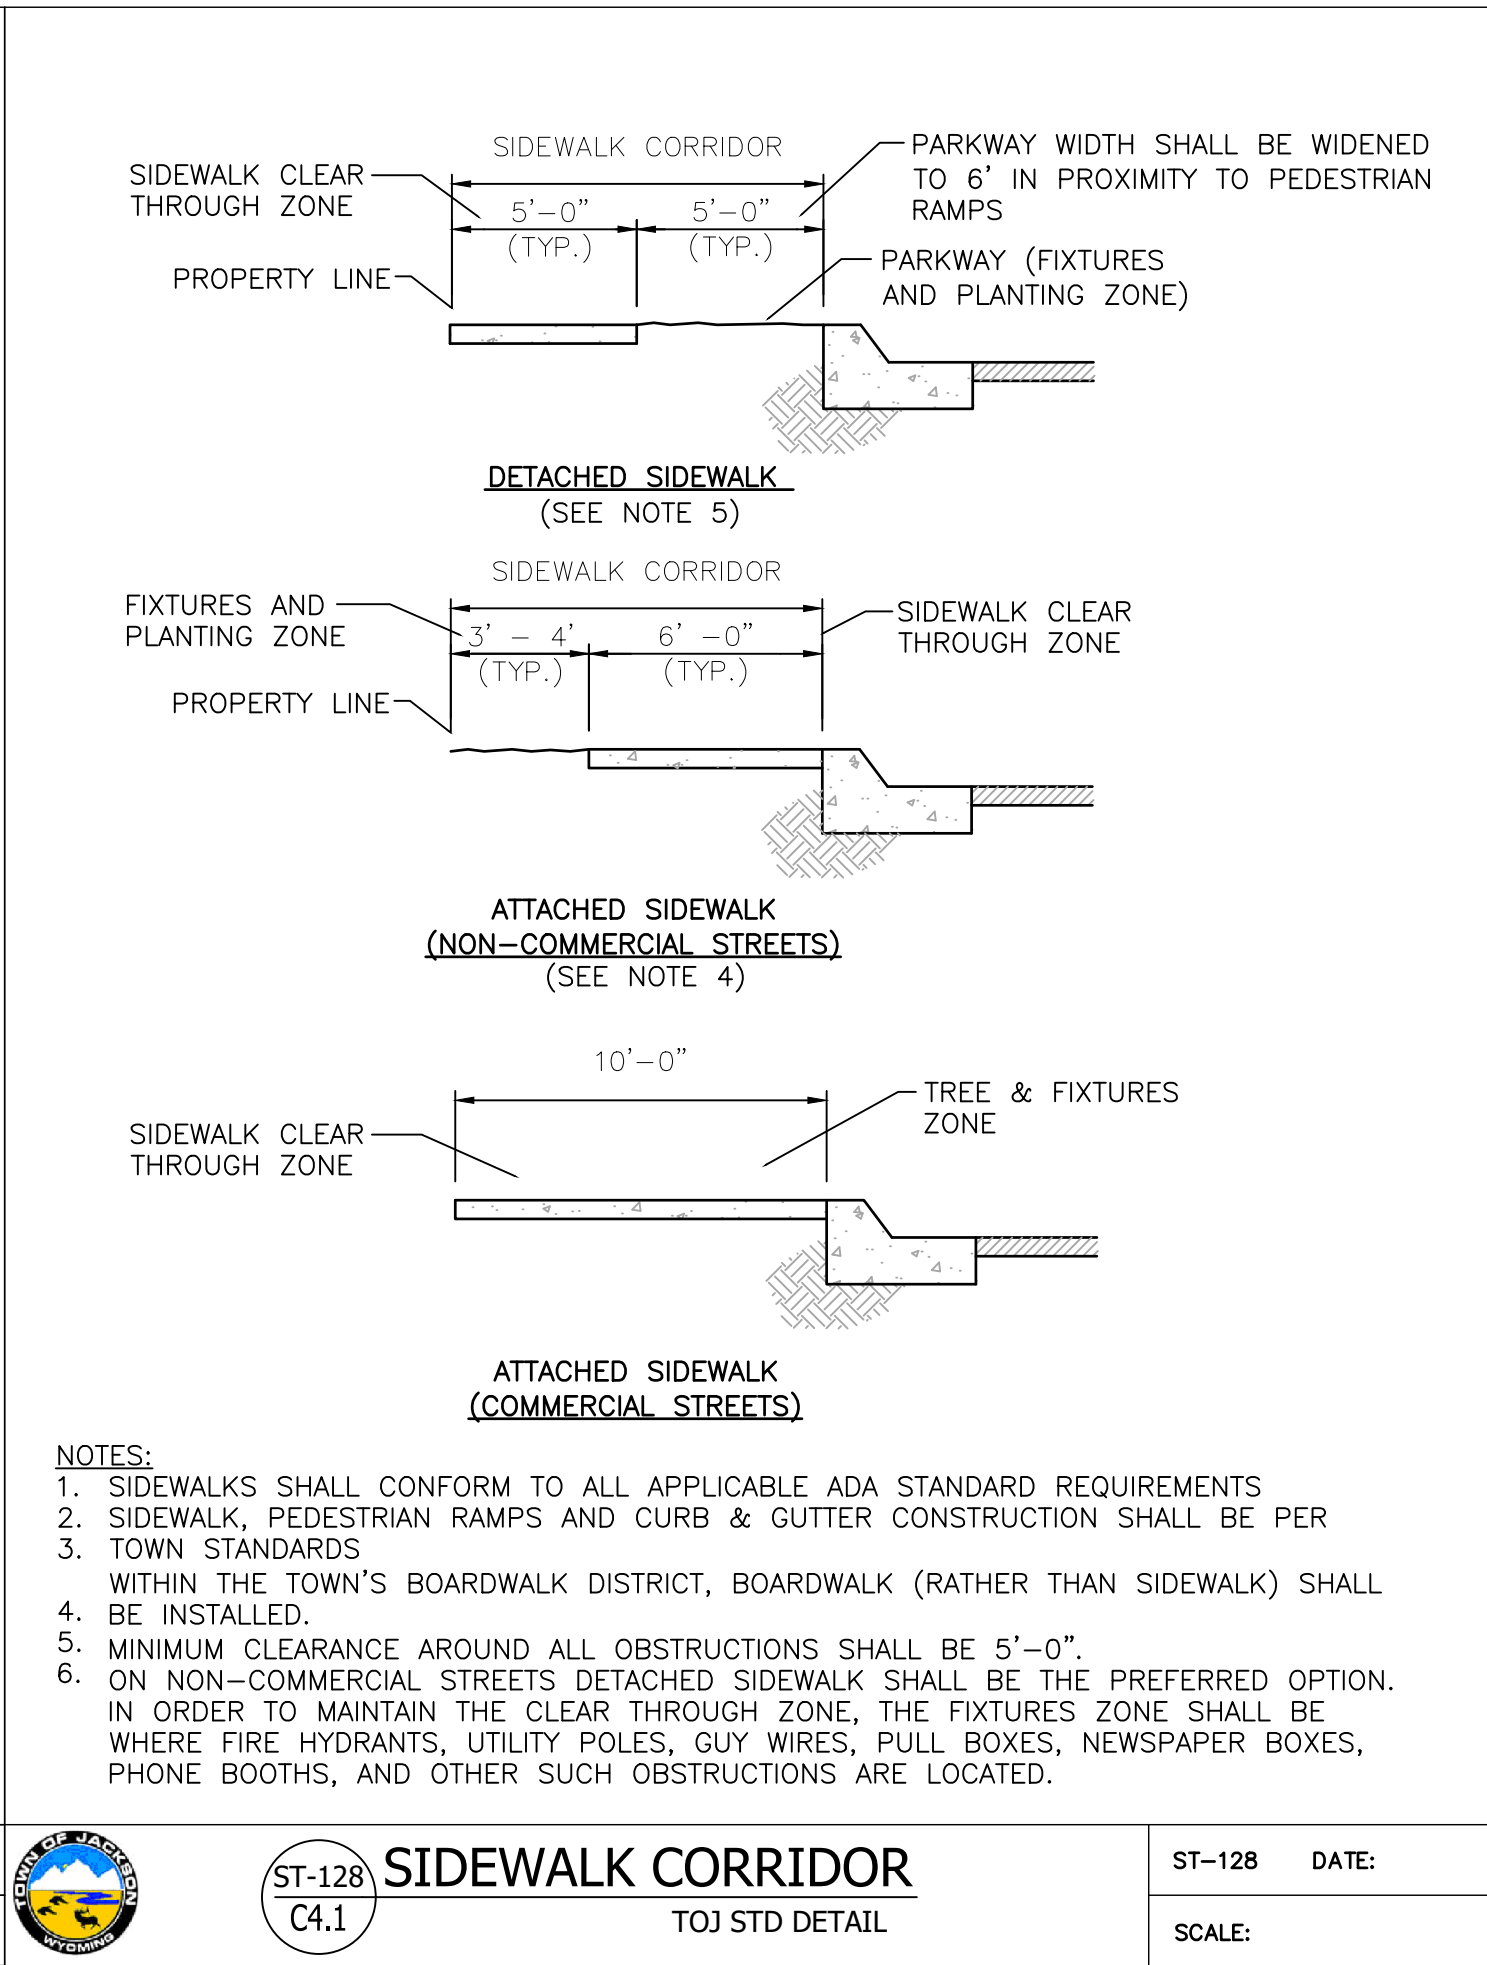 SIDEWALK CORRIDOR
SIDEWALK CLEAR
THROUGH ZONE
5'-0"
(TYP.)
5'-0"
(TYP.)
PARKWAY WIDTH SHALL BE WIDENED
TO 6' IN PROXIMITY TO PEDESTRIAN
RAMPS
PROPERTY LINE
PARKWAY (FIXTURES
AND PLANTING ZONE)
DETACHED SIDEWALK
(SEE NOTE 5)
SIDEWALK CORRIDOR
FIXTURES AND
PLANTING ZONE
3' - 4'
(TYP.)
6' -0"
(TYP.)
SIDEWALK CLEAR
THROUGH ZONE
PROPERTY LINE
ATTACHED SIDEWALK
(NON-COMMERCIAL STREETS)
(SEE NOTE 4)
10'-0"
TREE & FIXTURES
ZONE
SIDEWALK CLEAR
THROUGH ZONE
ATTACHED SIDEWALK
(COMMERCIAL STREETS)
NOTES:
1. SIDEWALKS SHALL CONFORM TO ALL APPLICABLE ADA STANDARD REQUIREMENTS
2. SIDEWALK, PEDESTRIAN RAMPS AND CURB & GUTTER CONSTRUCTION SHALL BE PER
3. TOWN STANDARDS
WITHIN THE TOWN'S BOARDWALK DISTRICT, BOARDWALK (RATHER THAN SIDEWALK) SHALL
4. BE INSTALLED.
5. MINIMUM CLEARANCE AROUND ALL OBSTRUCTIONS SHALL BE 5'-0".
6. ON NON-COMMERCIAL STREETS DETACHED SIDEWALK SHALL BE THE PREFERRED OPTION.
IN ORDER TO MAINTAIN THE CLEAR THROUGH ZONE, THE FIXTURES ZONE SHALL BE
WHERE FIRE HYDRANTS, UTILITY POLES, GUY WIRES, PULL BOXES, NEWSPAPER BOXES,
PHONE BOOTHS, AND OTHER SUCH OBSTRUCTIONS ARE LOCATED.
TOWN OF JACKSON
WYOMING
ST-128
C4.1
SIDEWALK CORRIDOR
TOJ STD DETAIL
ST-128 DATE:
SCALE: